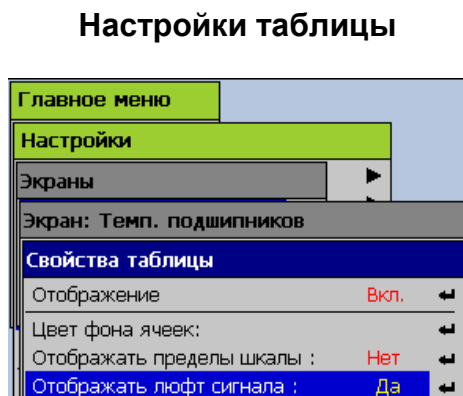 Настройки таблицы
Главное меню
Настройки
Экраны
Экран: Темп. подшипников
Свойства таблицы
Отображение Вкл.
Цвет фона ячеек:
Отображать пределы шкалы : Нет
Отображать люфт сигнала : Да